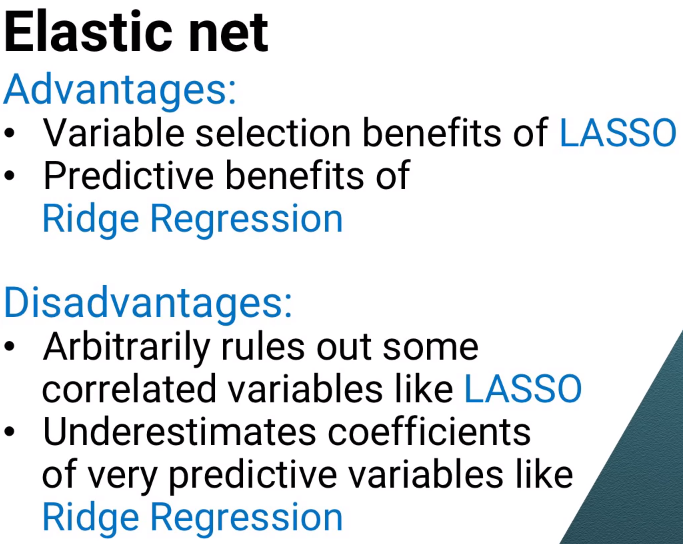 Elastic net
Advantages:
• Variable selection benefits of LASSO
• Predictive benefits of
Ridge Regression
Disadvantages:
• Arbitrarily rules out some
correlated variables like LASSO
• Underestimates coefficients
of very predictive variables like
Ridge Regression